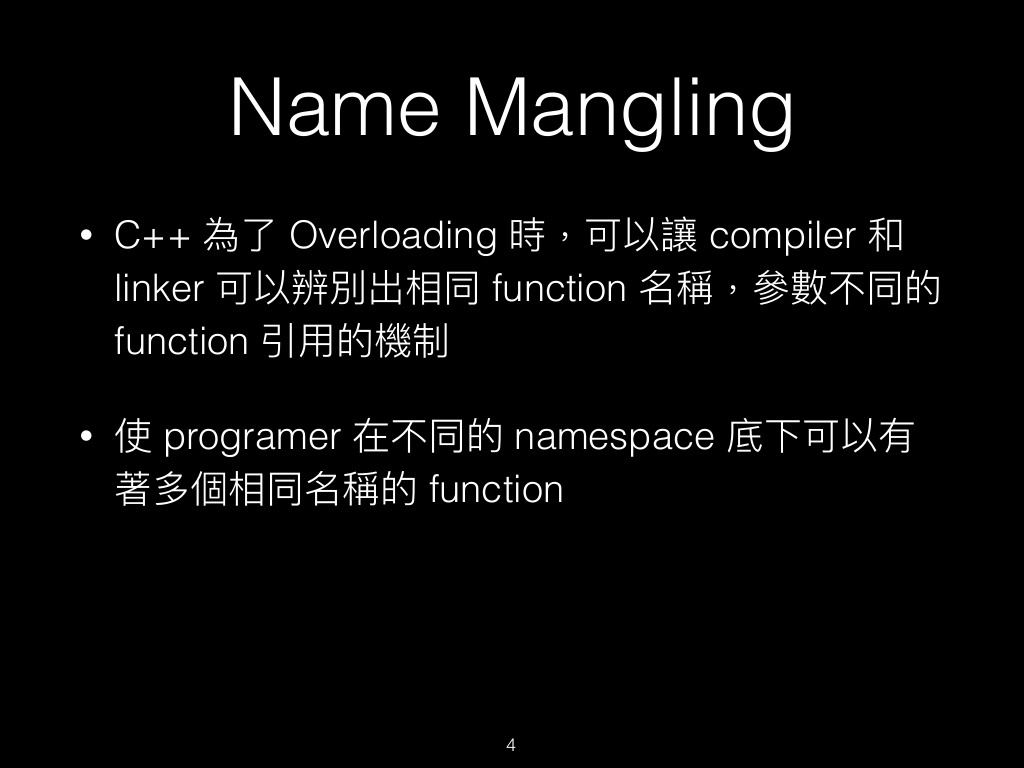 Name Mangling
• C++ 為了 Overloading 時，可以讓 compiler 和
linker 可以辨別出相同 function 名稱，參數不同的
function 引用的機制
• 使 programer 在不同的 namespace 底下可以有
著多個相同名稱的 function
4